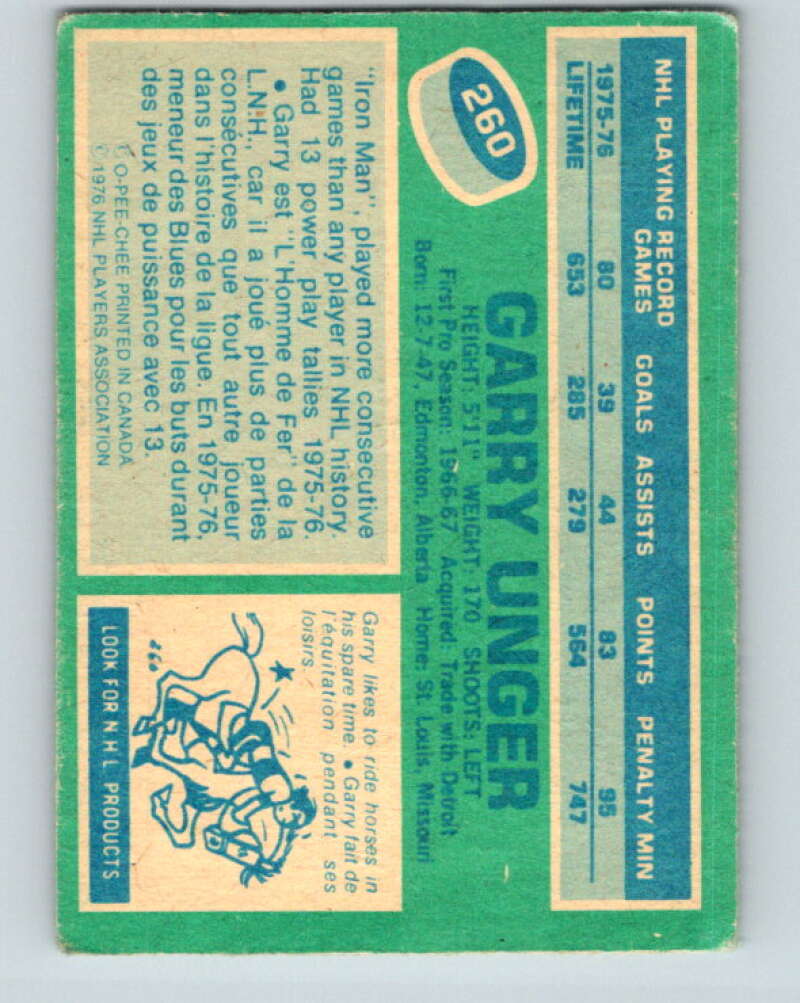 NHL PLAYING RECORD
GAMES GOALS ASSISTS POINTS PENALTY MIN
1975-76 80 39 44 83 95
LIFETIME 653 285 279 564 747
260
GARRY UNGER
HEIGHT: 5'11" WEIGHT: 170 SHOOTS: LEFT
First Pro Season: 1966-67 Acquired: Trade with Detroit
Born: 12-7-47, Edmonton, Alberta Home: St. Louis, Missouri
"Iron Man", played more consecutive
games than any player in NHL history.
Had 13 power play tallies 1975-76.
• Garry est "L'Homme de Fer" de la
L.N.H., car il a joué plus de parties
consécutives que tout autre joueur
dans l'histoire de la ligue. En 1975-76,
meneur des Blues pour les buts durant
des jeux de puissance avec 13.
© O-PEE-CHEE PRINTED IN CANADA
© 1976 NHL PLAYERS ASSOCIATION
Garry likes to ride horses in
his spare time. • Garry fait de
l'équitation pendant ses
loisirs.
LOOK FOR N H L PRODUCTS